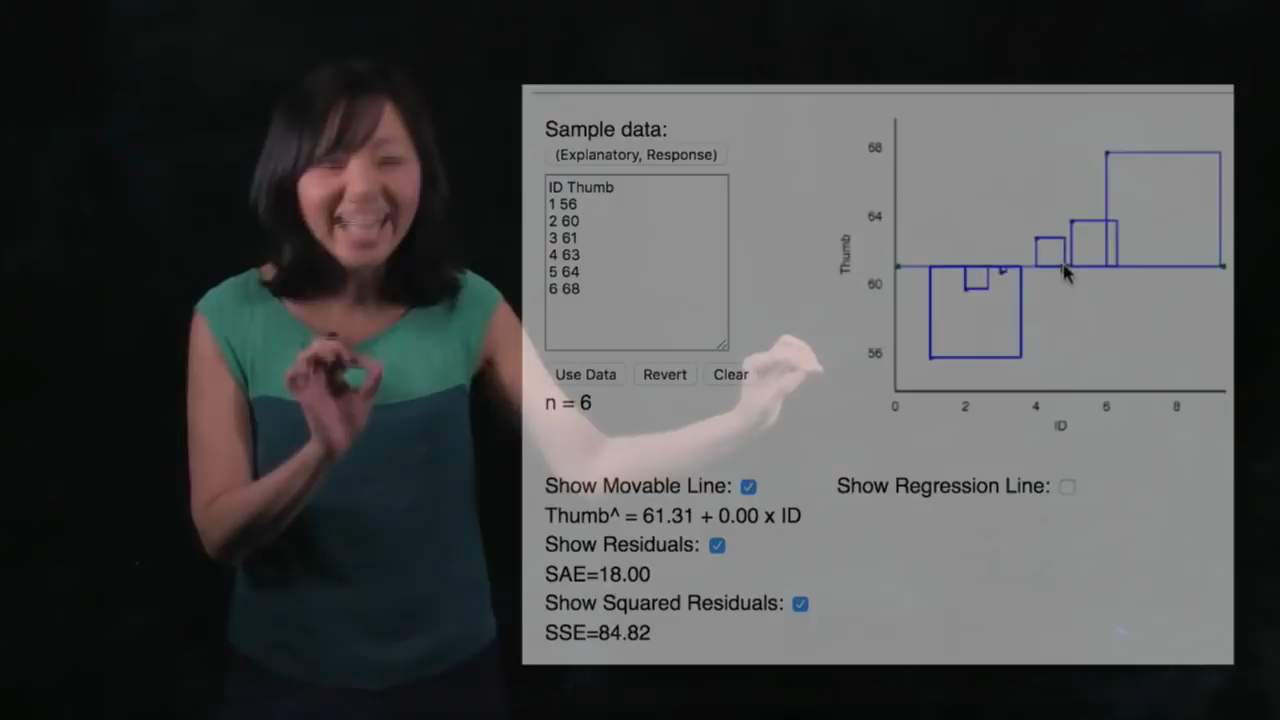 Sample data:
(Explanatory, Response)
ID Thumb
1 56
2 60
3 61
4 63
5 64
6 68
Use Data Revert Clear
n = 6
68
64
60
56
Thumb
0 2 4 6 8
ID
Show Movable Line:
Thumb^ = 61.31 + 0.00 x ID
Show Residuals:
SAE=18.00
Show Squared Residuals:
SSE=84.82
Show Regression Line: